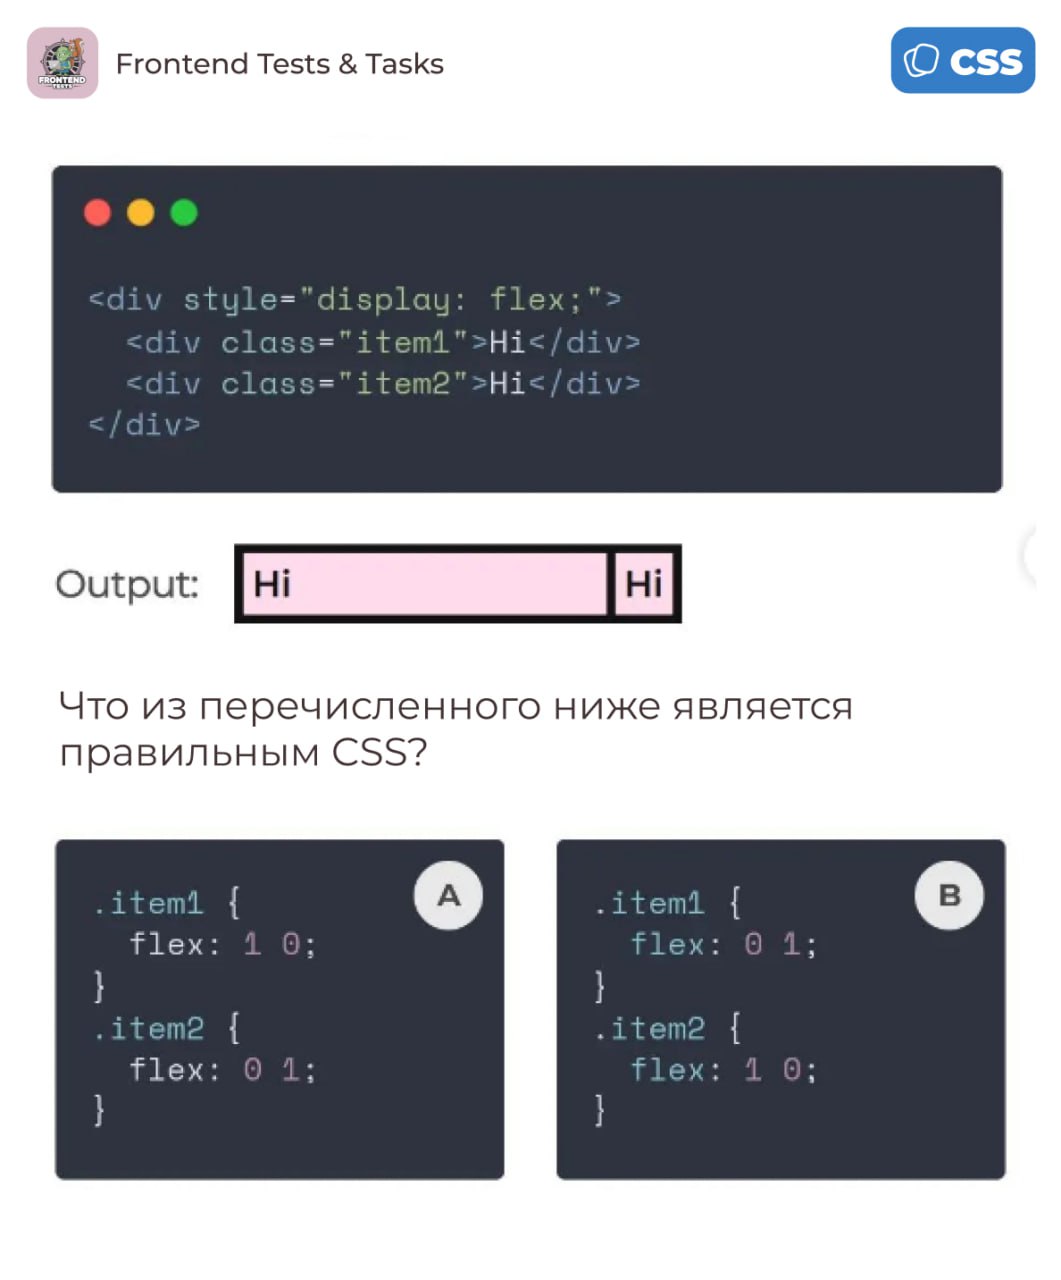 FRONTEND
TESTS
Frontend Tests & Tasks
CSS
<div style="display: flex;">
<div class="item1">Hi</div>
<div class="item2">Hi</div>
</div>
Output:
Hi
Hi
Что из перечисленного ниже является
правильным CSS?
A
.item1 {
flex: 1 0;
}
.item2 {
flex: 0 1;
}
B
.item1 {
flex: 0 1;
}
.item2 {
flex: 1 0;
}